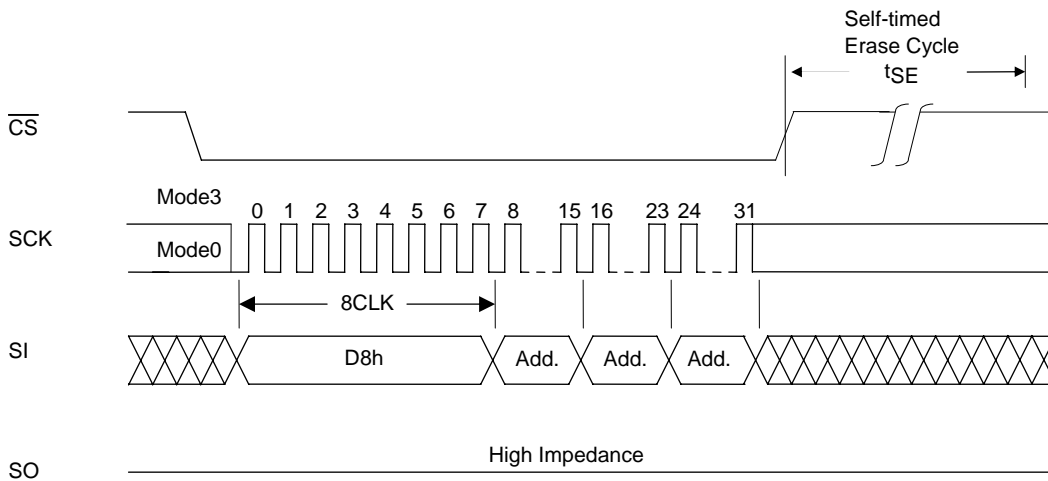 Self-timed
Erase Cycle
tSE
CS
Mode3
0 1 2 3 4 5 6 7 8 15 16 23 24 31
SCK
Mode0
8CLK
SI
D8h Add. Add. Add.
High Impedance
SO